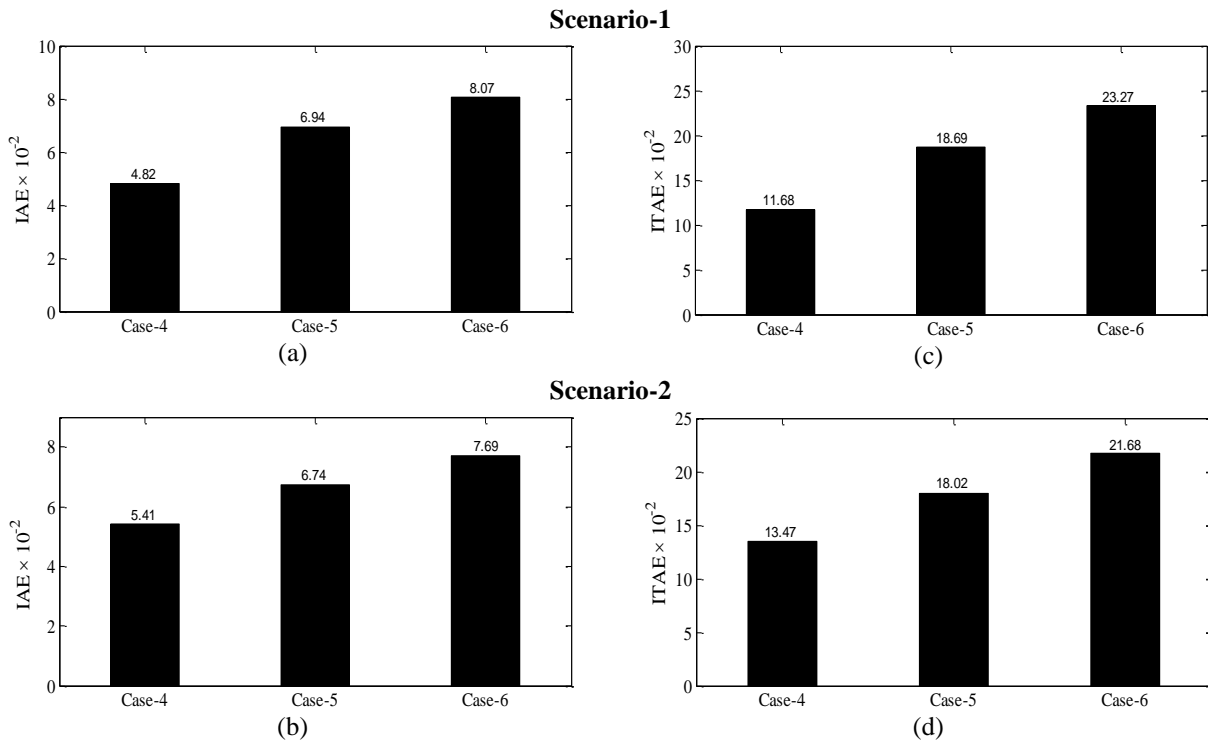 Scenario-1
IAE × 10⁻²
10
8
6
4
2
0
4.82
6.94
8.07
Case-4 Case-5 Case-6
(a)
ITAE × 10⁻²
30
25
20
15
10
5
0
11.68
18.69
23.27
Case-4 Case-5 Case-6
(c)
Scenario-2
IAE × 10⁻²
8
6
4
2
0
5.41
6.74
7.69
Case-4 Case-5 Case-6
(b)
ITAE × 10⁻²
25
20
15
10
5
0
13.47
18.02
21.68
Case-4 Case-5 Case-6
(d)